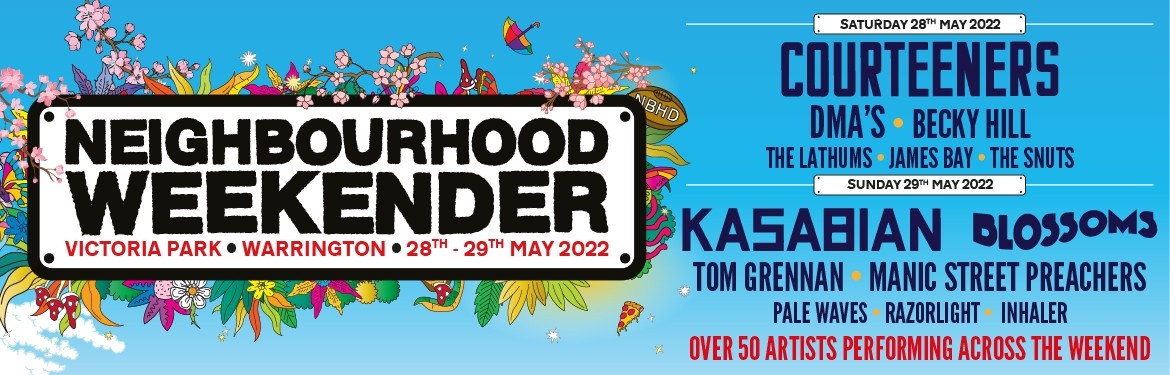 NEIGHBOURHOOD
WEEKENDER
VICTORIA PARK • WARRINGTON • 28TH - 29TH MAY 2022
NBHD
SATURDAY 28TH MAY 2022
COURTEENERS
DMA'S • BECKY HILL
THE LATHUMS • JAMES BAY • THE SNUTS
SUNDAY 29TH MAY 2022
KASABIAN BLOSSOMS
TOM GRENNAN • MANIC STREET PREACHERS
PALE WAVES • RAZORLIGHT • INHALER
OVER 50 ARTISTS PERFORMING ACROSS THE WEEKEND